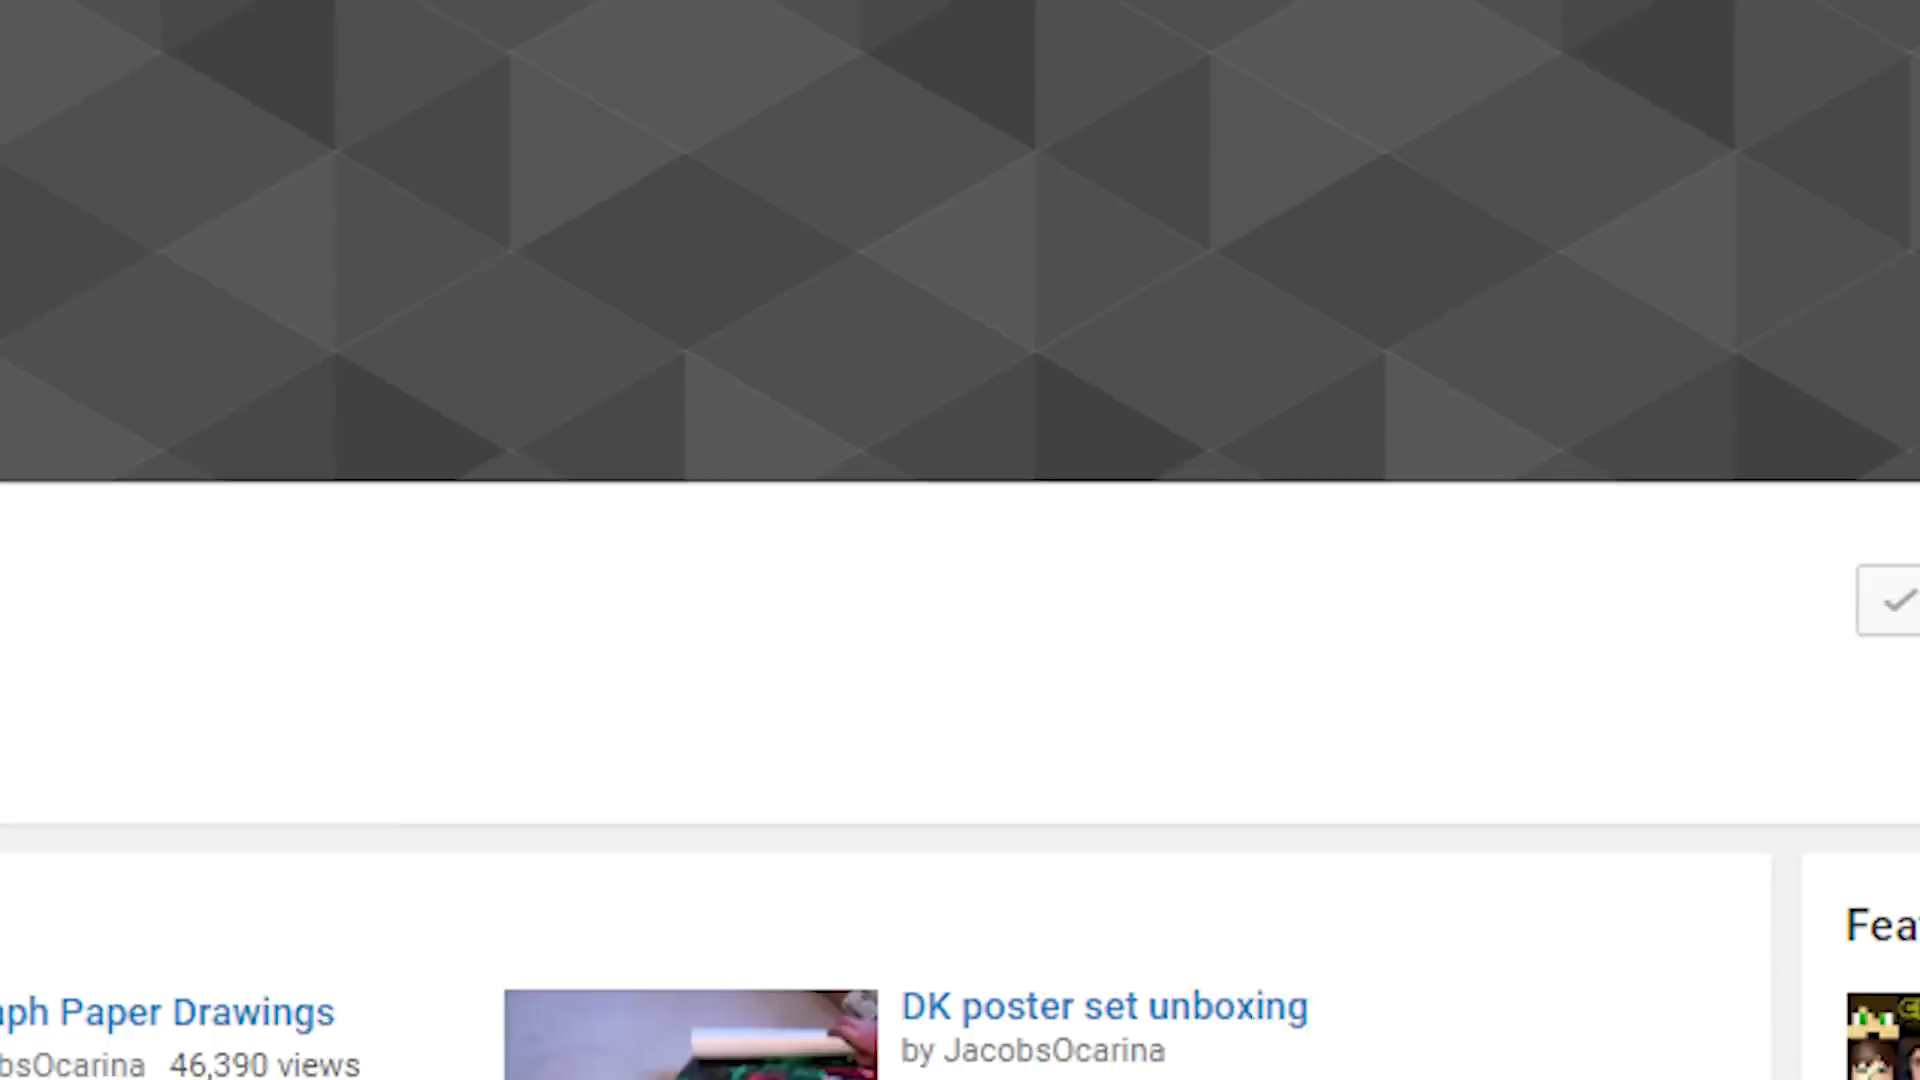 Fea
aph Paper Drawings
bsOcarina 46,390 views
DK poster set unboxing
by JacobsOcarina